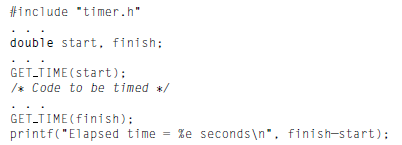 #include "timer.h"
. . .
double start, finish;
. . .
GET_TIME(start);
/* Code to be timed */
. . .
GET_TIME(finish);
printf("Elapsed time = %e seconds\n", finish—start);